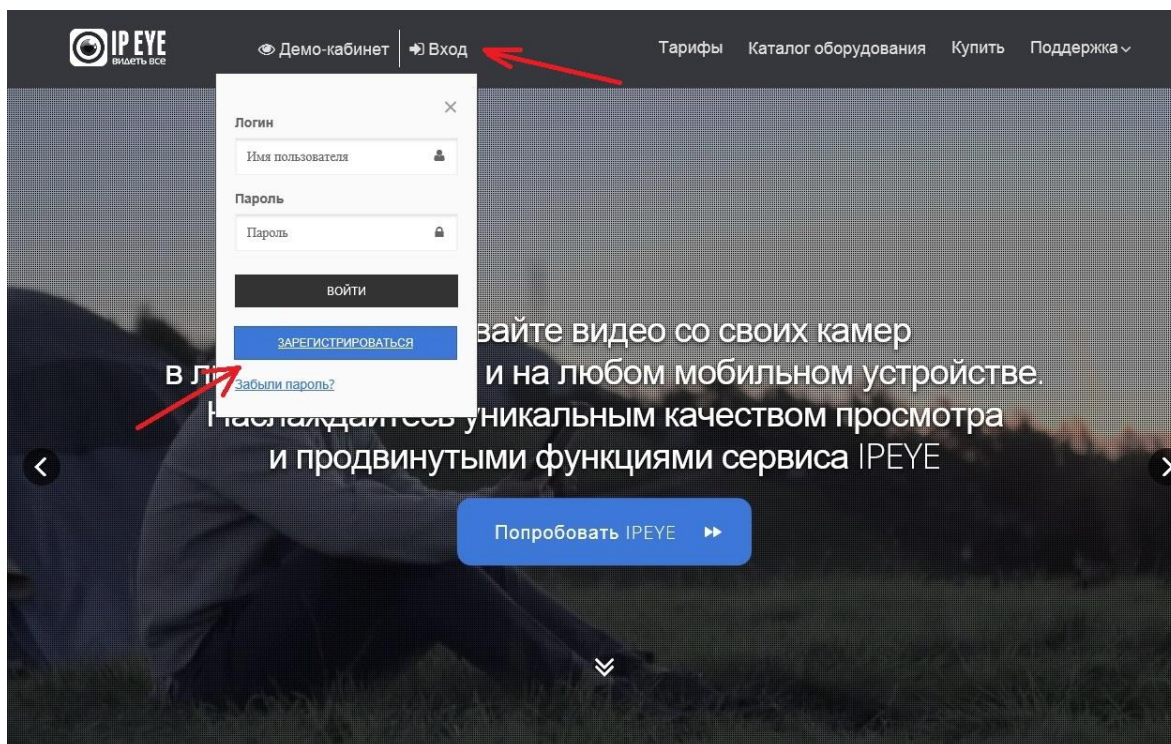 IP EYE
видеть все
Демо-кабинет
Вход
Тарифы
Каталог оборудования
Купить
Поддержка
Логин
Имя пользователя
Пароль
Пароль
ВОЙТИ
ЗАРЕГИСТРИРОВАТЬСЯ
Забыли пароль?
видео со своих камер
в и на любом мобильном устройстве.
Наслаждайтесь уникальным качеством просмотра
и продвинутыми функциями сервиса IPEYE
Попробовать IPEYE